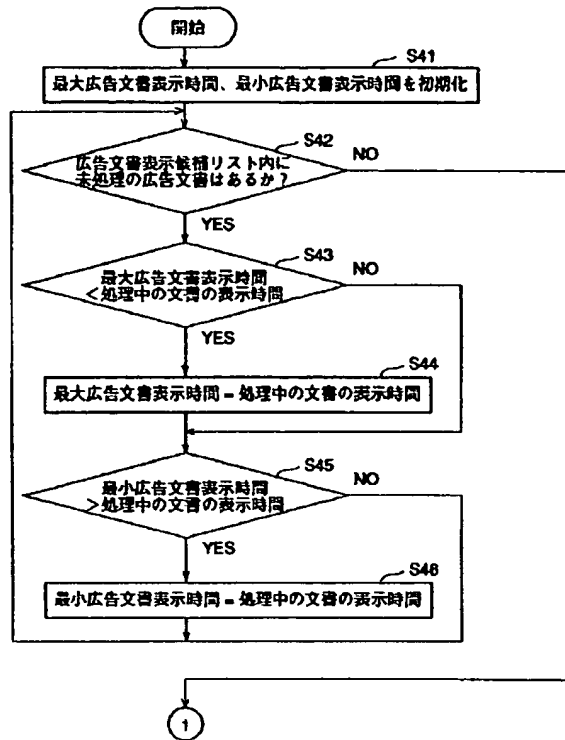 開始
S41
最大広告文書表示時間、最小広告文書表示時間を初期化
S42
広告文書表示候補リスト内に
未処理の広告文書はあるか？
NO
YES
S43
最大広告文書表示時間
＜処理中の文書の表示時間
NO
YES
S44
最大広告文書表示時間＝処理中の文書の表示時間
S45
最小広告文書表示時間
＞処理中の文書の表示時間
NO
YES
S46
最小広告文書表示時間＝処理中の文書の表示時間
1